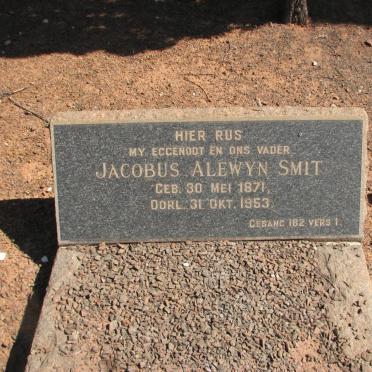 HIER RUS
MY EGGENOOT EN ONS VADER
JACOBUS ALEWYN SMIT
GEB. 30 MEI 1871,
OORL. 31 OKT. 1953.
GESANG 182 VERS 1.